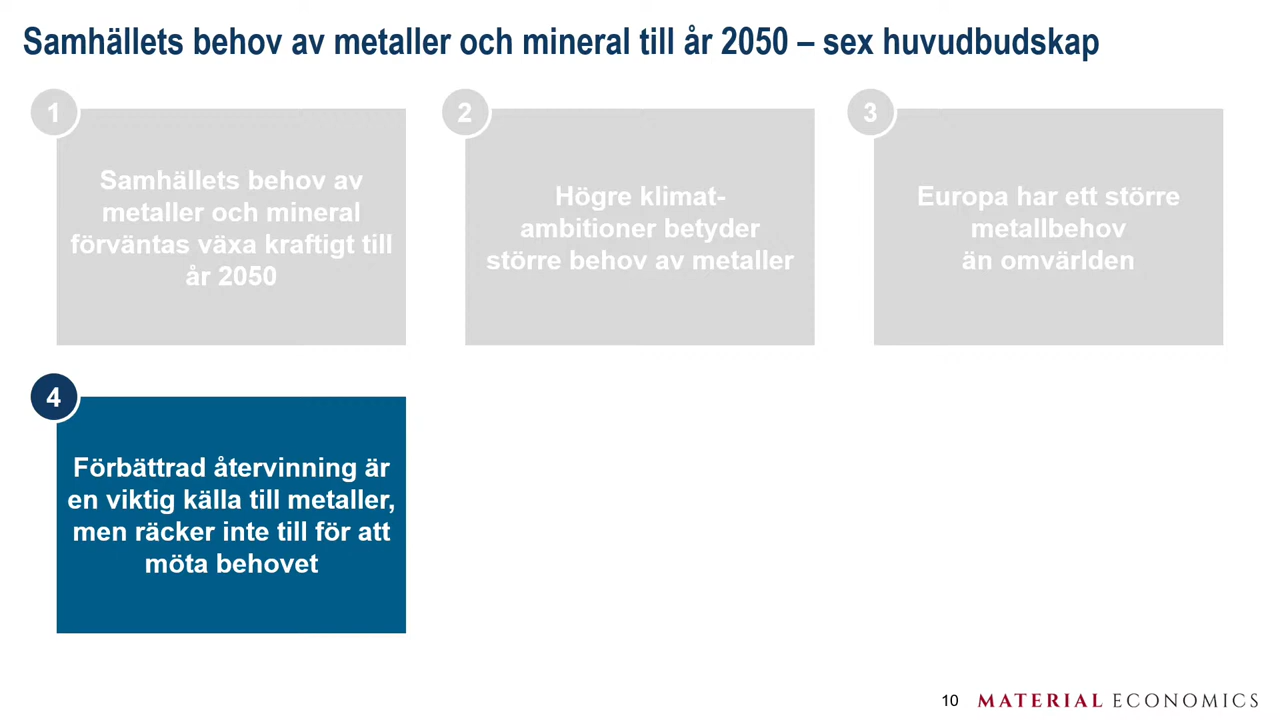 Samhällets behov av metaller och mineral till år 2050 – sex huvudbudskap
1
Samhällets behov av
metaller och mineral
förväntas växa kraftigt till
år 2050
2
Högre klimat-
ambitioner betyder
större behov av metaller
3
Europa har ett större
metallbehov
än omvärlden
4
Förbättrad återvinning är
en viktig källa till metaller,
men räcker inte till för att
möta behovet
10 MATERIAL ECONOMICS